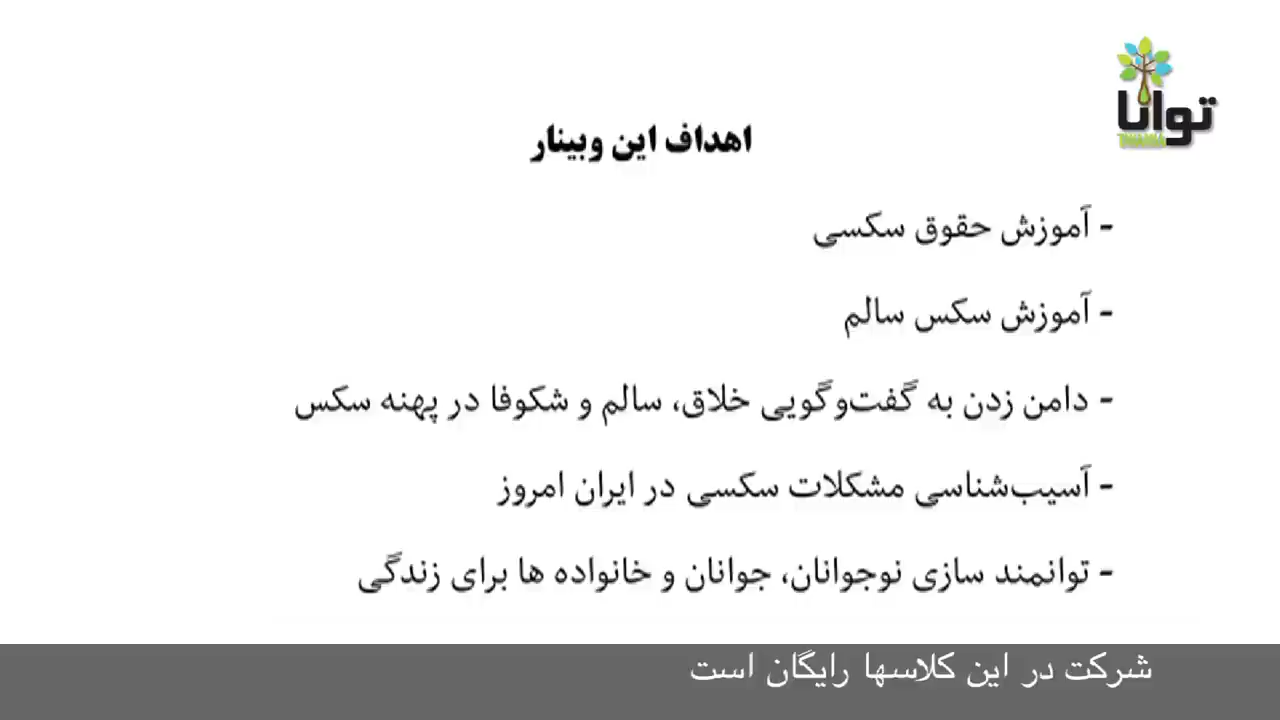 توانا
TAVAANA
اهداف این وبینار
- آموزش حقوق سکسی
- آموزش سکس سالم
- دامن زدن به گفت‌وگویی خلاق، سالم و شکوفا در پهنه سکس
- آسیب‌شناسی مشکلات سکسی در ایران امروز
- توانمند سازی نوجوانان، جوانان و خانواده ها برای زندگی
شرکت در این کلاسها رایگان است